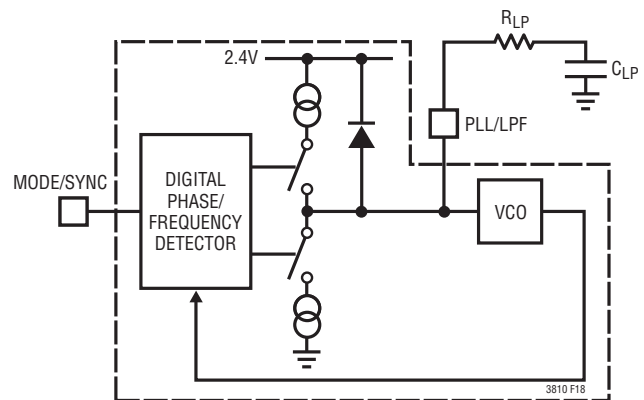 R_LP
2.4V
C_LP
PLL/LPF
MODE/SYNC
DIGITAL
PHASE/
FREQUENCY
DETECTOR
VCO
3810 F18